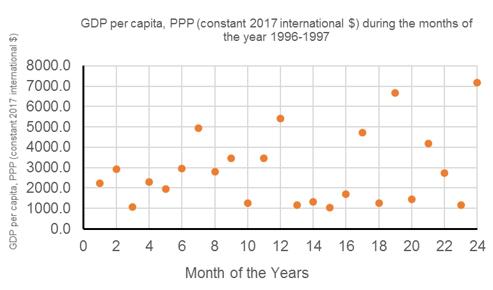 GDP per capita, PPP (constant 2017 international $) during the months of
the year 1996-1997
GDP per capita, PPP (constant 2017 international $)
8000.0
7000.0
6000.0
5000.0
4000.0
3000.0
2000.0
1000.0
0.0
0 2 4 6 8 10 12 14 16 18 20 22 24
Month of the Years